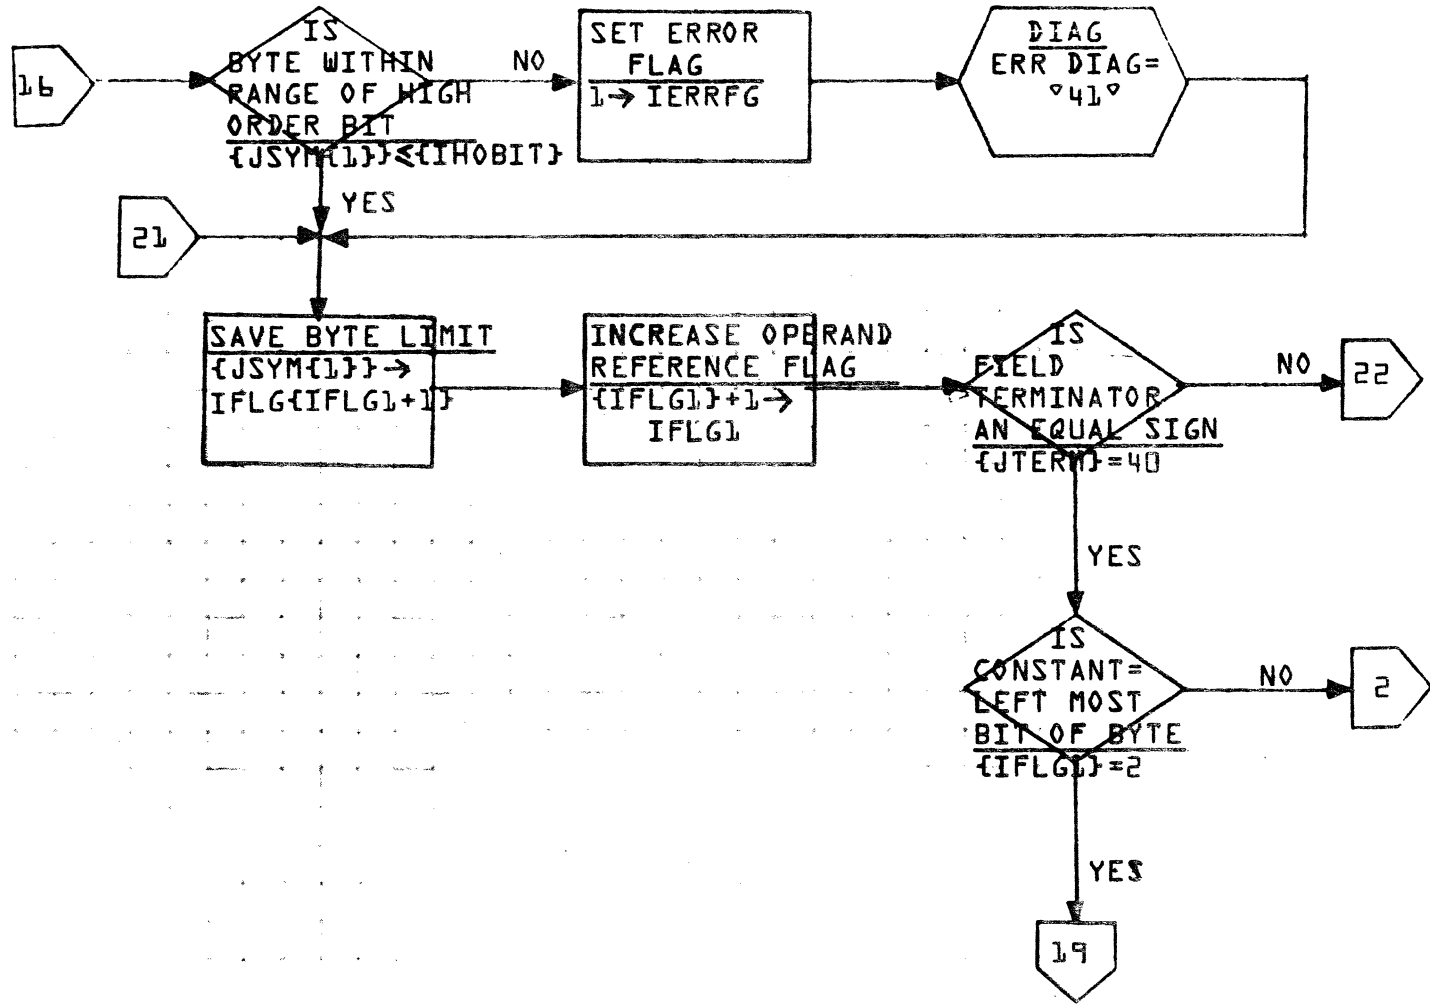 16
IS
BYTE WITHIN
RANGE OF HIGH
ORDER BIT
{JSYM{1}}≤{IHOBIT}
NO
SET ERROR
FLAG
1→ IERRFG
DIAG
ERR DIAG=
∇41∇
YES
21
SAVE BYTE LIMIT
{JSYM{1}}→
IFLG{IFLG1+1}
INCREASE OPERAND
REFERENCE FLAG
{IFLG1}+1→
IFLG1
IS
FIELD
TERMINATOR
AN EQUAL SIGN
{JTERM}=40
NO
22
YES
IS
CONSTANT=
LEFT MOST
BIT OF BYTE
{IFLG1}=2
NO
2
YES
19